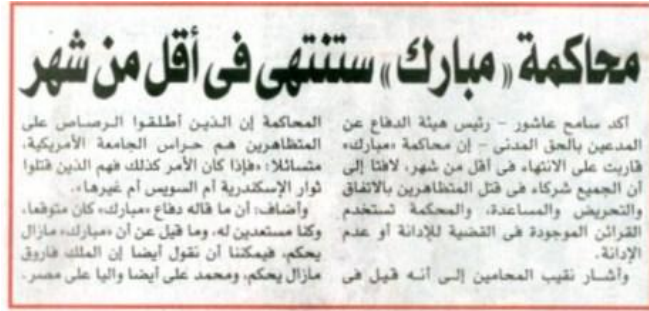 محاكمة «مبارك» ستنتهى فى أقل من شهر
أكد سامح عاشور - رئيس هيئة الدفاع عن
المدعين بالحق المدنى - إن محاكمة «مبارك»
قاربت على الانتهاء فى أقل من شهر، لافتا إلى
أن الجميع شركاء فى قتل المتظاهرين بالاتفاق
والتحريض والمساعدة، والمحكمة تستخدم
القرائن الموجودة فى القضية للإدانة أو عدم
الإدانة.
وأشار نقيب المحامين إلى أنه قيل فى
المحاكمة إن الذين أطلقوا الرصاص على
المتظاهرين هم حراس الجامعة الأمريكية،
متسائلا: «فإذا كان الأمر كذلك فهم الذين قتلوا
ثوار الإسكندرية أم السويس أم غيرها».
وأضاف: أن ما قاله دفاع «مبارك» كان متوقعا،
وكنا مستعدين له، وما قيل عن أن «مبارك» مازال
يحكم، فيمكننا أن نقول أيضا إن الملك فاروق
مازال يحكم، ومحمد على أيضا واليا على مصر.